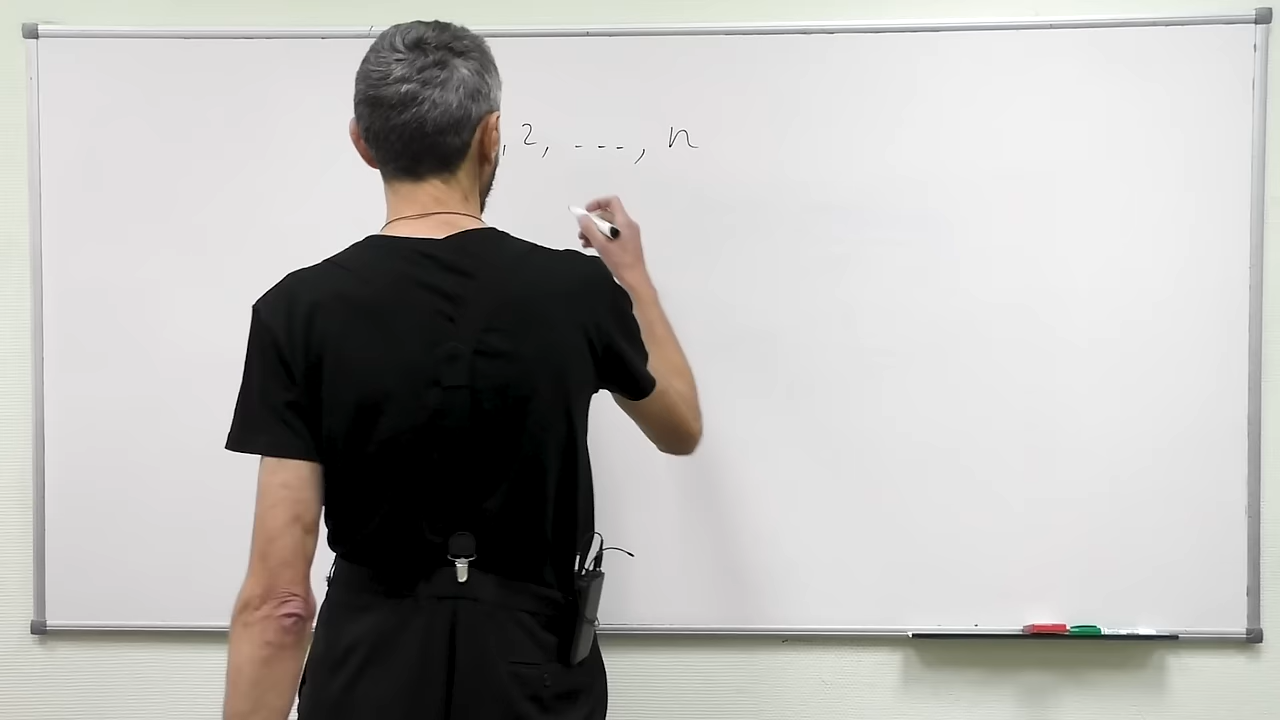 , 2, ---, n